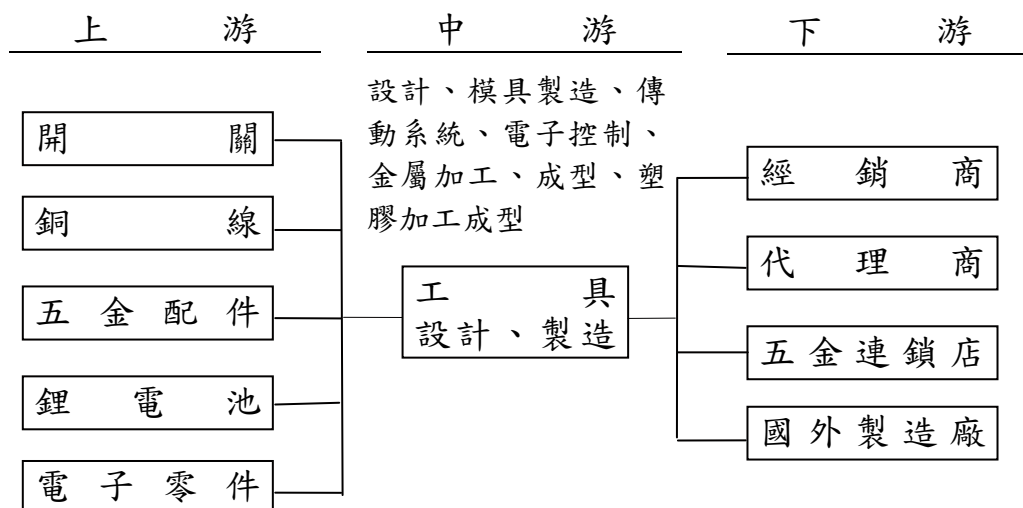 上游
中游
下游
開關
銅線
五金配件
鋰電池
電子零件
設計、模具製造、傳
動系統、電子控制、
金屬加工、成型、塑
膠加工成型
工具
設計、製造
經銷商
代理商
五金連鎖店
國外製造廠